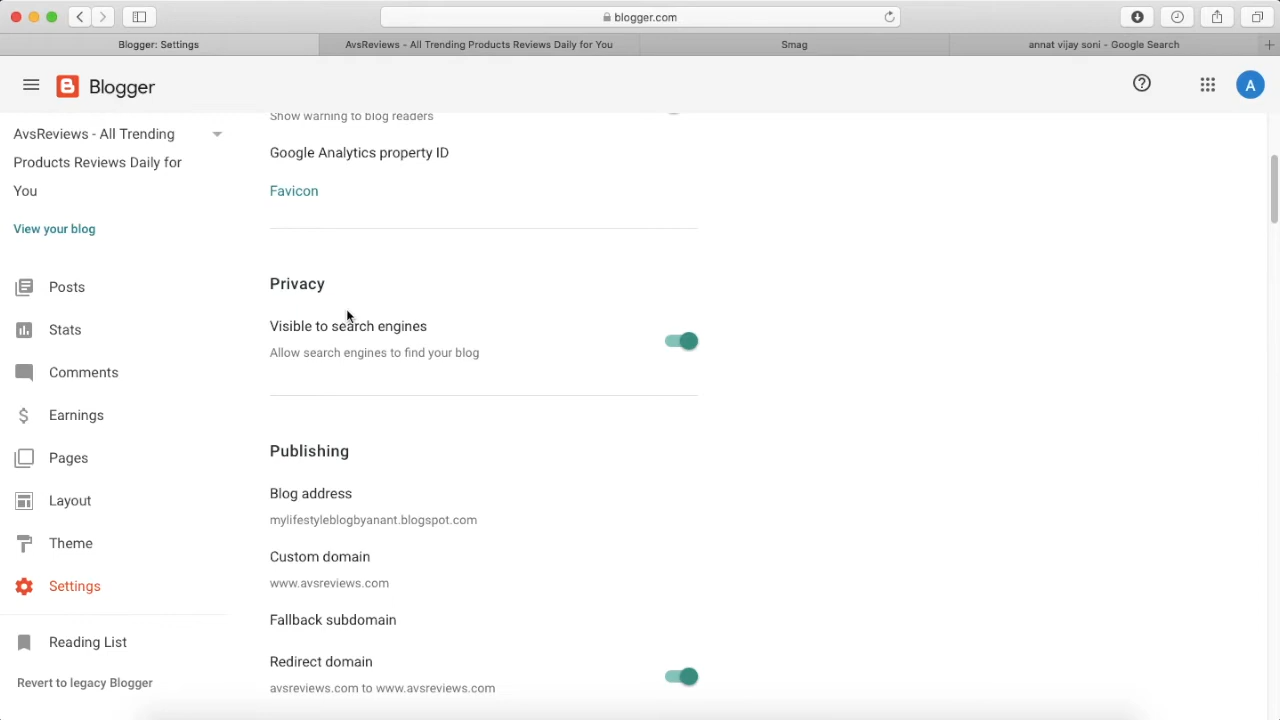 blogger.com
Blogger: Settings
AvsReviews - All Trending Products Reviews Daily for You
Smag
annat vijay soni - Google Search
Blogger
A
AvsReviews - All Trending
Products Reviews Daily for
You
View your blog
Posts
Stats
Comments
Earnings
Pages
Layout
Theme
Settings
Reading List
Revert to legacy Blogger
Show warning to blog readers
Google Analytics property ID
Favicon
Privacy
Visible to search engines
Allow search engines to find your blog
Publishing
Blog address
mylifestyleblogbyanant.blogspot.com
Custom domain
www.avsreviews.com
Fallback subdomain
Redirect domain
avsreviews.com to www.avsreviews.com